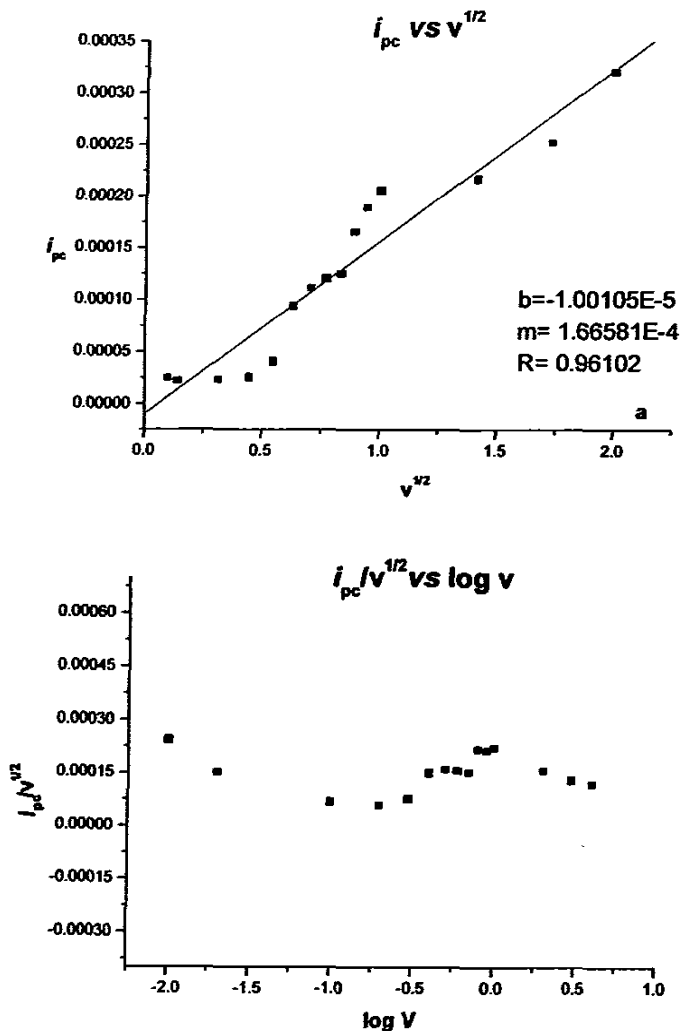 i_pc vs v^1/2
0.00035
0.00030
0.00025
0.00020
i_pc 0.00015
0.00010
0.00005
0.00000
b=-1.00105E-5
m= 1.66581E-4
R= 0.96102
a
0.0 0.5 1.0 1.5 2.0
v^1/2
i_pc/v^1/2 vs log v
0.00060
0.00045
0.00030
0.00015
0.00000
-0.00015
-0.00030
i_pc/v^1/2
-2.0 -1.5 -1.0 -0.5 0.0 0.5 1.0
log V